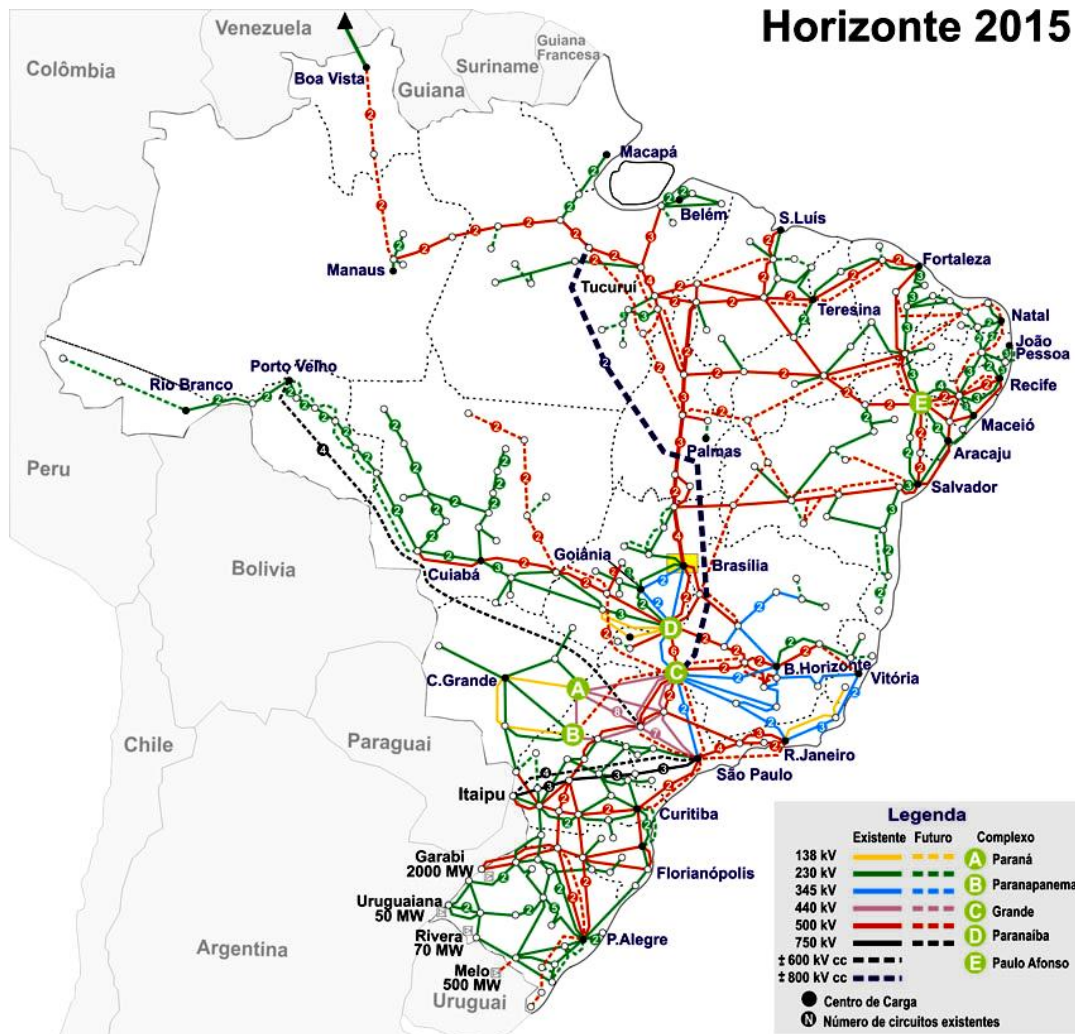 Horizonte 2015
Venezuela
Colômbia
Guiana
Suriname
Guiana
Francesa
Boa Vista
Macapá
Belém
S.Luís
Manaus
Fortaleza
Tucuruí
Teresina
Natal
João
Pessoa
Porto Velho
Rio Branco
Recife
E
Maceió
Palmas
Aracaju
Peru
Salvador
Goiânia
Brasília
Cuiabá
Bolivia
D
B.Horizonte
C
Vitória
C.Grande
A
B
Chile
Paraguai
R.Janeiro
São Paulo
Itaipu
Curitiba
Garabi
2000 MW
Florianópolis
Uruguaiana
50 MW
Rivera
70 MW
P.Alegre
Melo
500 MW
Argentina
Uruguai
Legenda
Existente Futuro Complexo
138 kV A Paraná
230 kV
345 kV B Paranapanema
440 kV C Grande
500 kV D Paranaíba
750 kV
± 600 kV cc E Paulo Afonso
± 800 kV cc
Centro de Carga
N Número de circuitos existentes